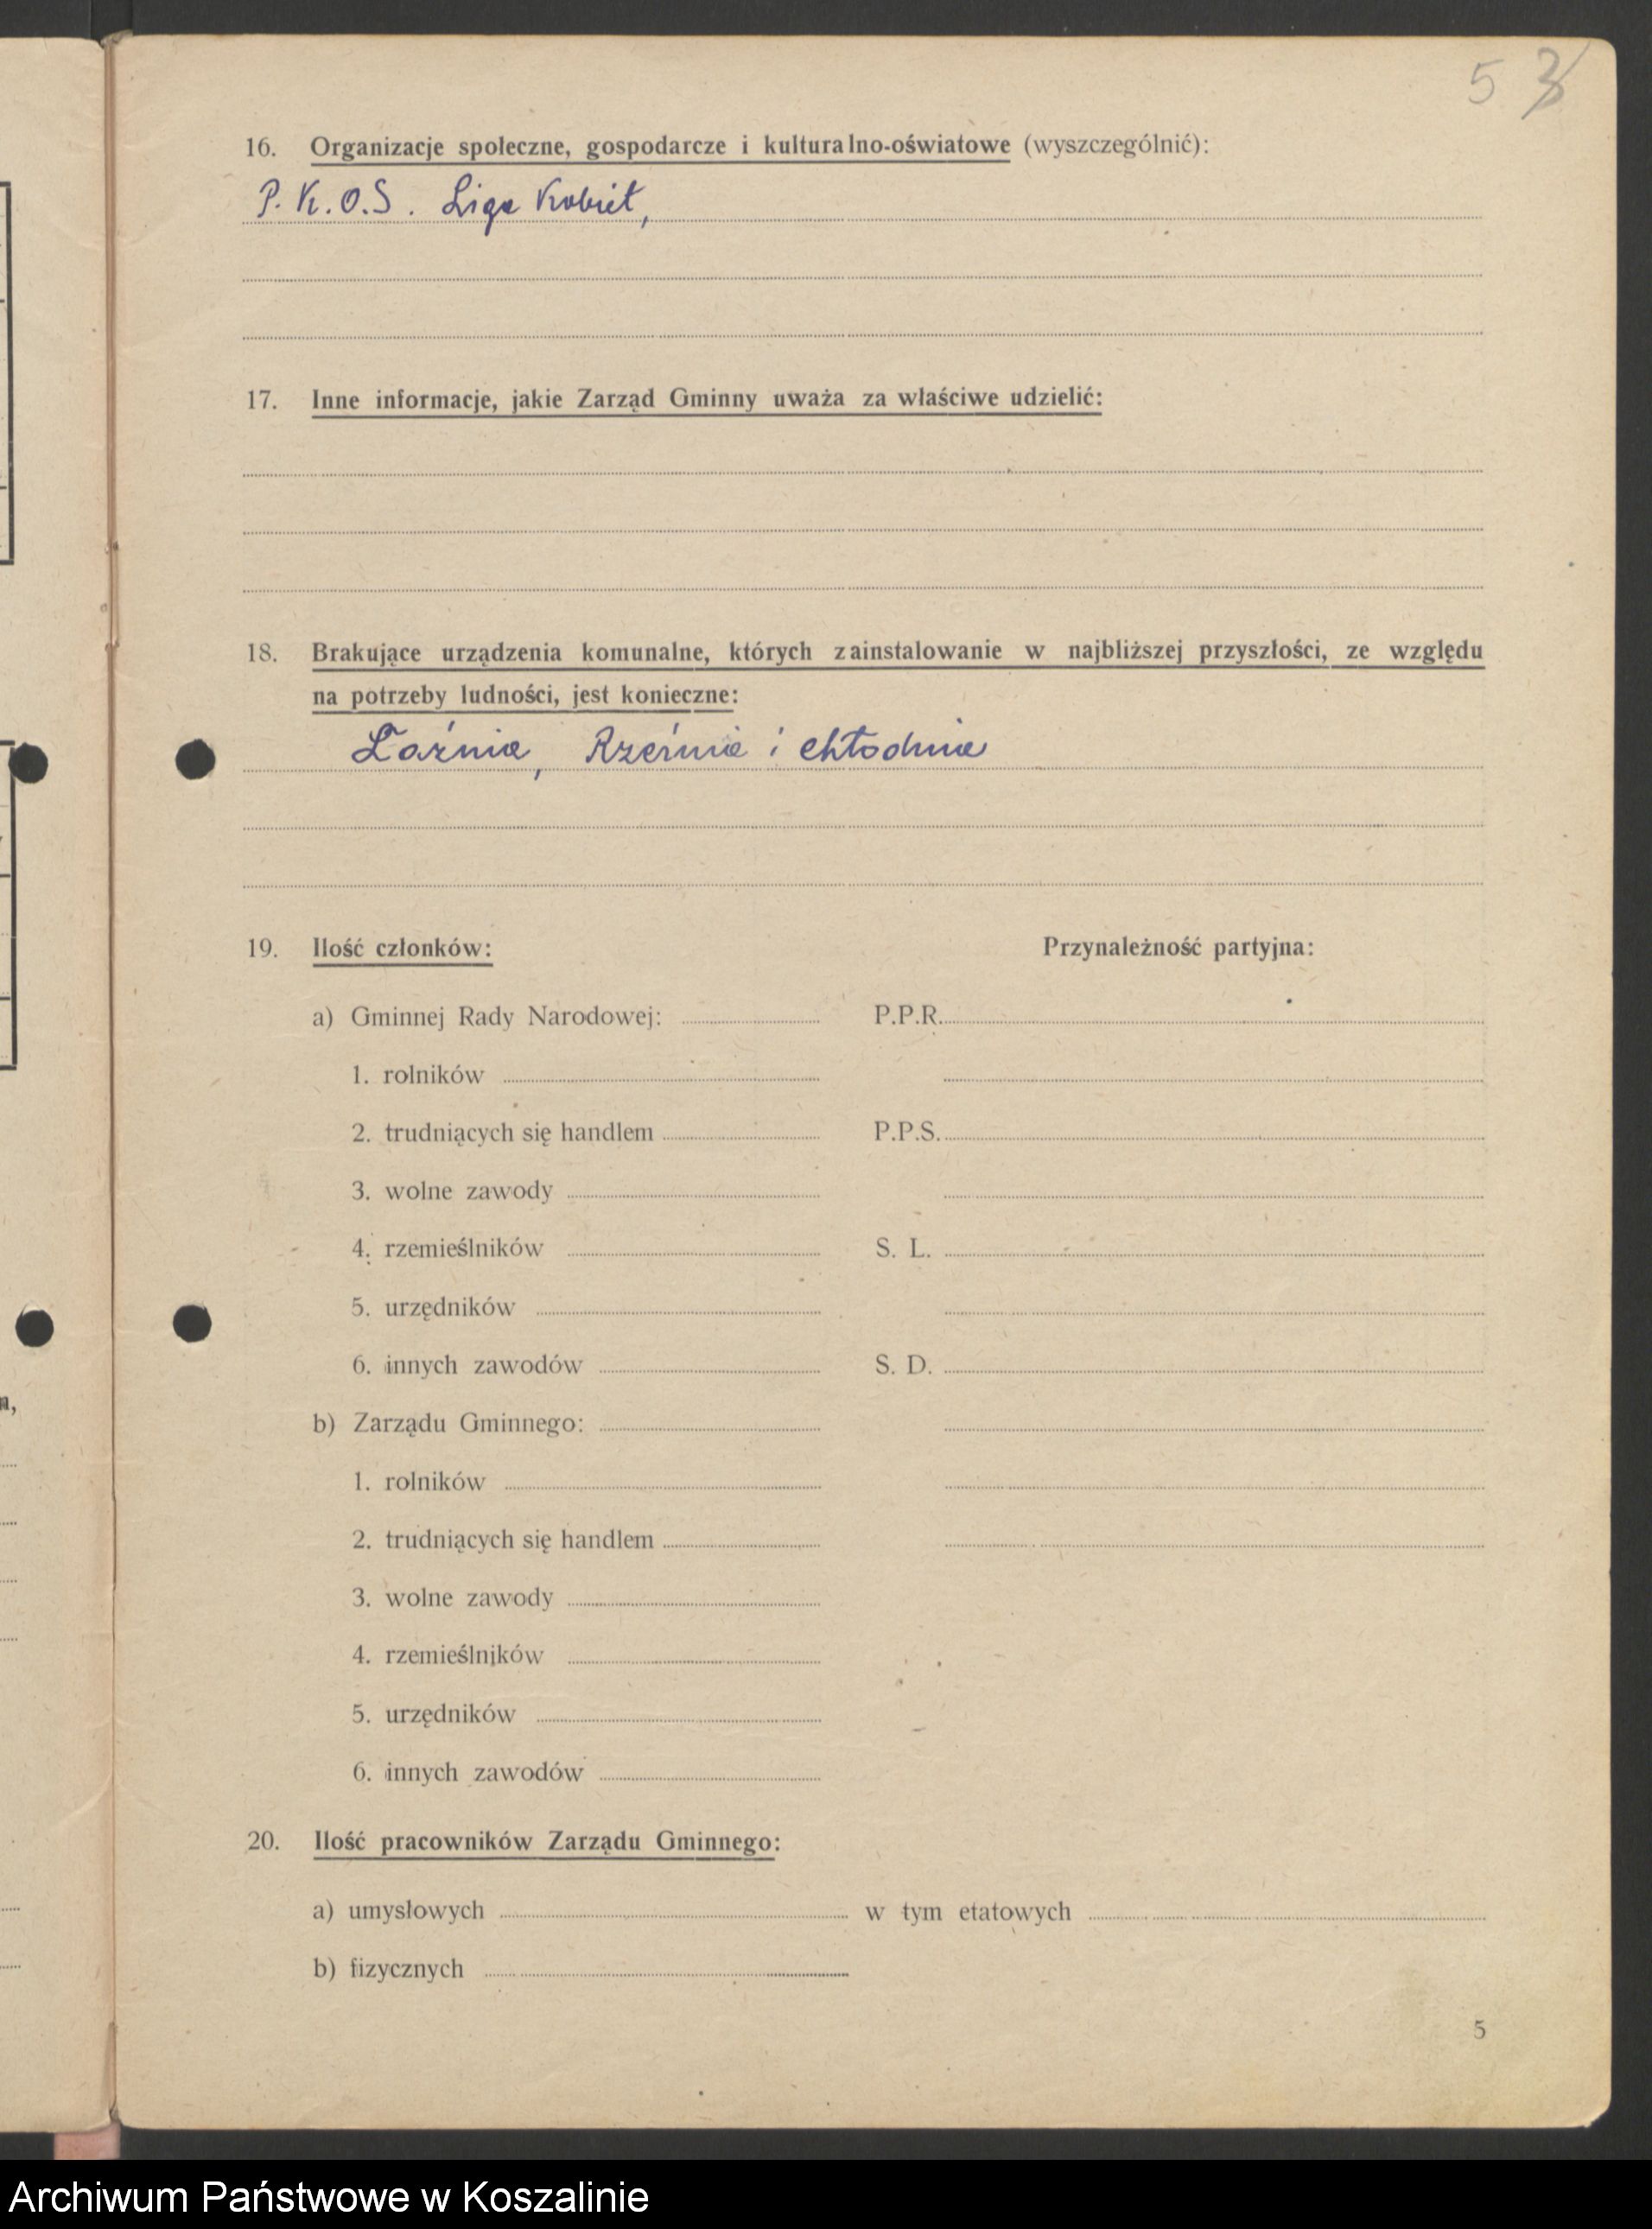 5 3
16. Organizacje społeczne, gospodarcze i kulturalno-oświatowe (wyszczególnić):
P.K.O.S. Liga Kobiet,
17. Inne informacje, jakie Zarząd Gminny uważa za właściwe udzielić:
18. Brakujące urządzenia komunalne, których zainstalowanie w najbliższej przyszłości, ze względu
na potrzeby ludności, jest konieczne:
Łaźnia, Rzeźnia i chłodnia
19. Ilość członków: Przynależność partyjna:
a) Gminnej Rady Narodowej: P.P.R.
1. rolników
2. trudniących się handlem P.P.S.
3. wolne zawody
4. rzemieślników S. L.
5. urzędników
6. innych zawodów S. D.
b) Zarządu Gminnego:
1. rolników
2. trudniących się handlem
3. wolne zawody
4. rzemieślników
5. urzędników
6. innych zawodów
20. Ilość pracowników Zarządu Gminnego:
a) umysłowych w tym etatowych
b) fizycznych
5
Archiwum Państwowe w Koszalinie